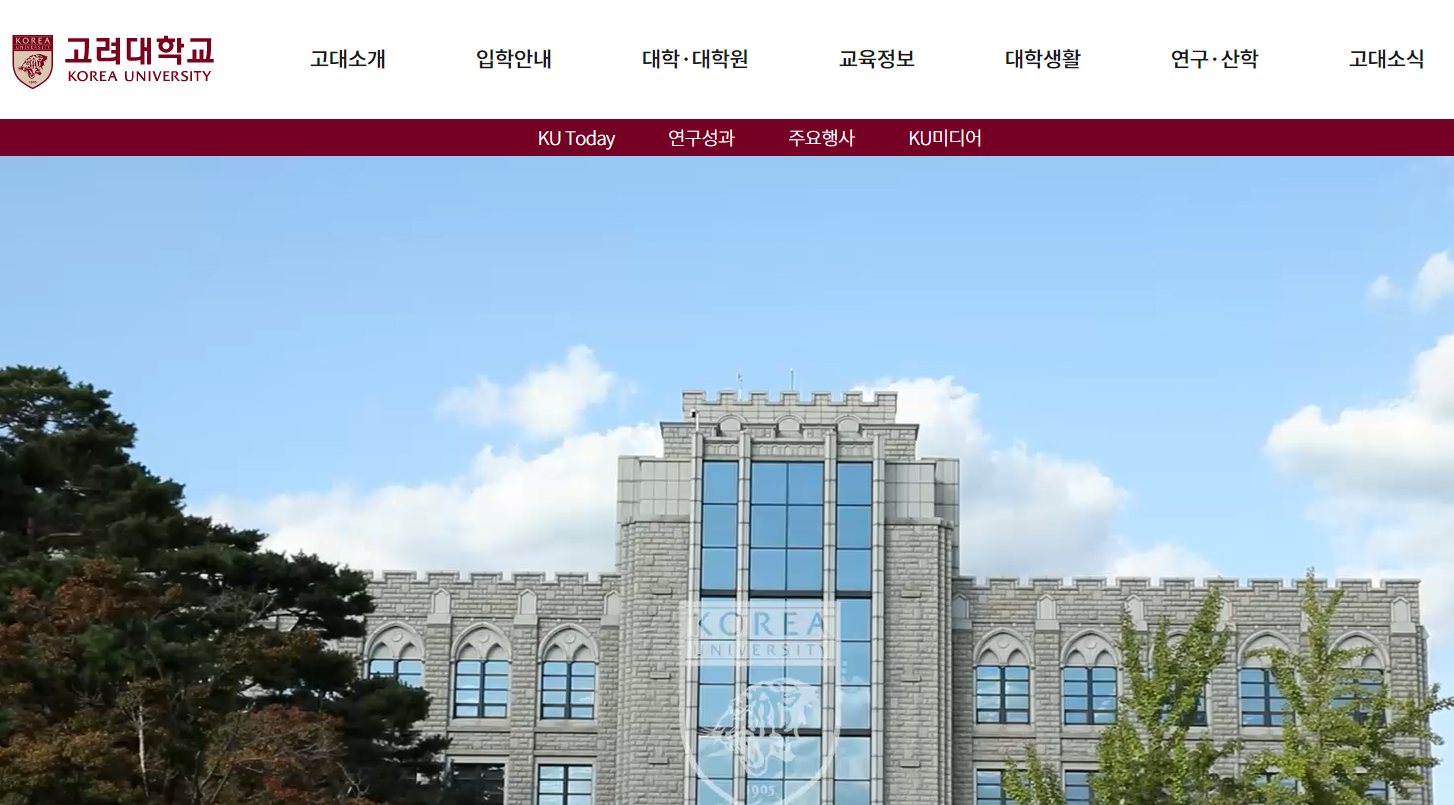 KOREA
UNIVERSITY
1905
고려대학교
KOREA UNIVERSITY
고대소개 입학안내 대학·대학원 교육정보 대학생활 연구·산학 고대소식
KU Today 연구성과 주요행사 KU미디어
KOREA
UNIVERSITY
1905